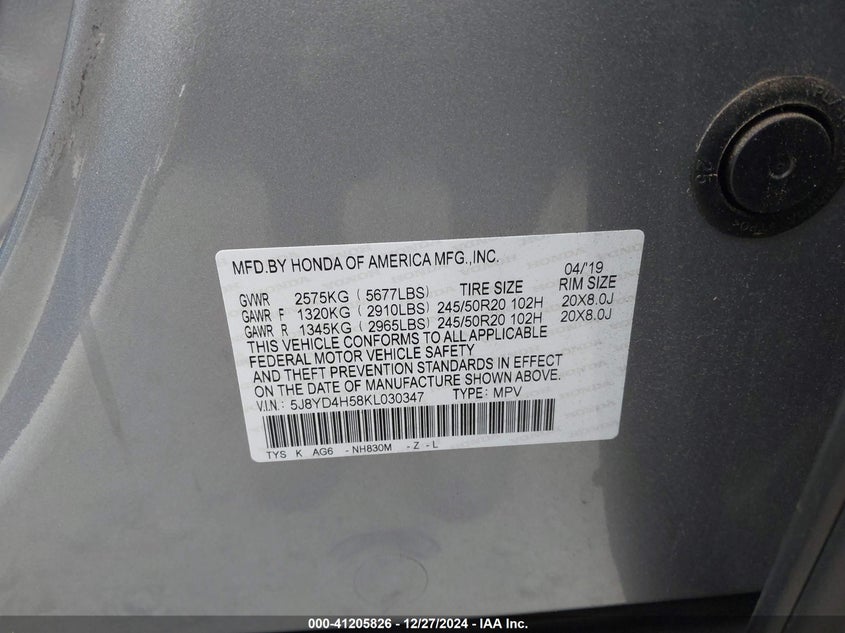 MFD.BY HONDA OF AMERICA MFG.,INC. 04/'19
GVWR 2575KG ( 5677LBS) TIRE SIZE RIM SIZE
GAWR F 1320KG ( 2910LBS) 245/50R20 102H 20X8.0J
GAWR R 1345KG ( 2965LBS) 245/50R20 102H 20X8.0J
THIS VEHICLE CONFORMS TO ALL APPLICABLE
FEDERAL MOTOR VEHICLE SAFETY
AND THEFT PREVENTION STANDARDS IN EFFECT
ON THE DATE OF MANUFACTURE SHOWN ABOVE.
V.I.N.: 5J8YD4H58KL030347 TYPE: MPV
TYS K AG6 - NH830M - Z - L
000-41205826 - 12/27/2024 - IAA Inc.